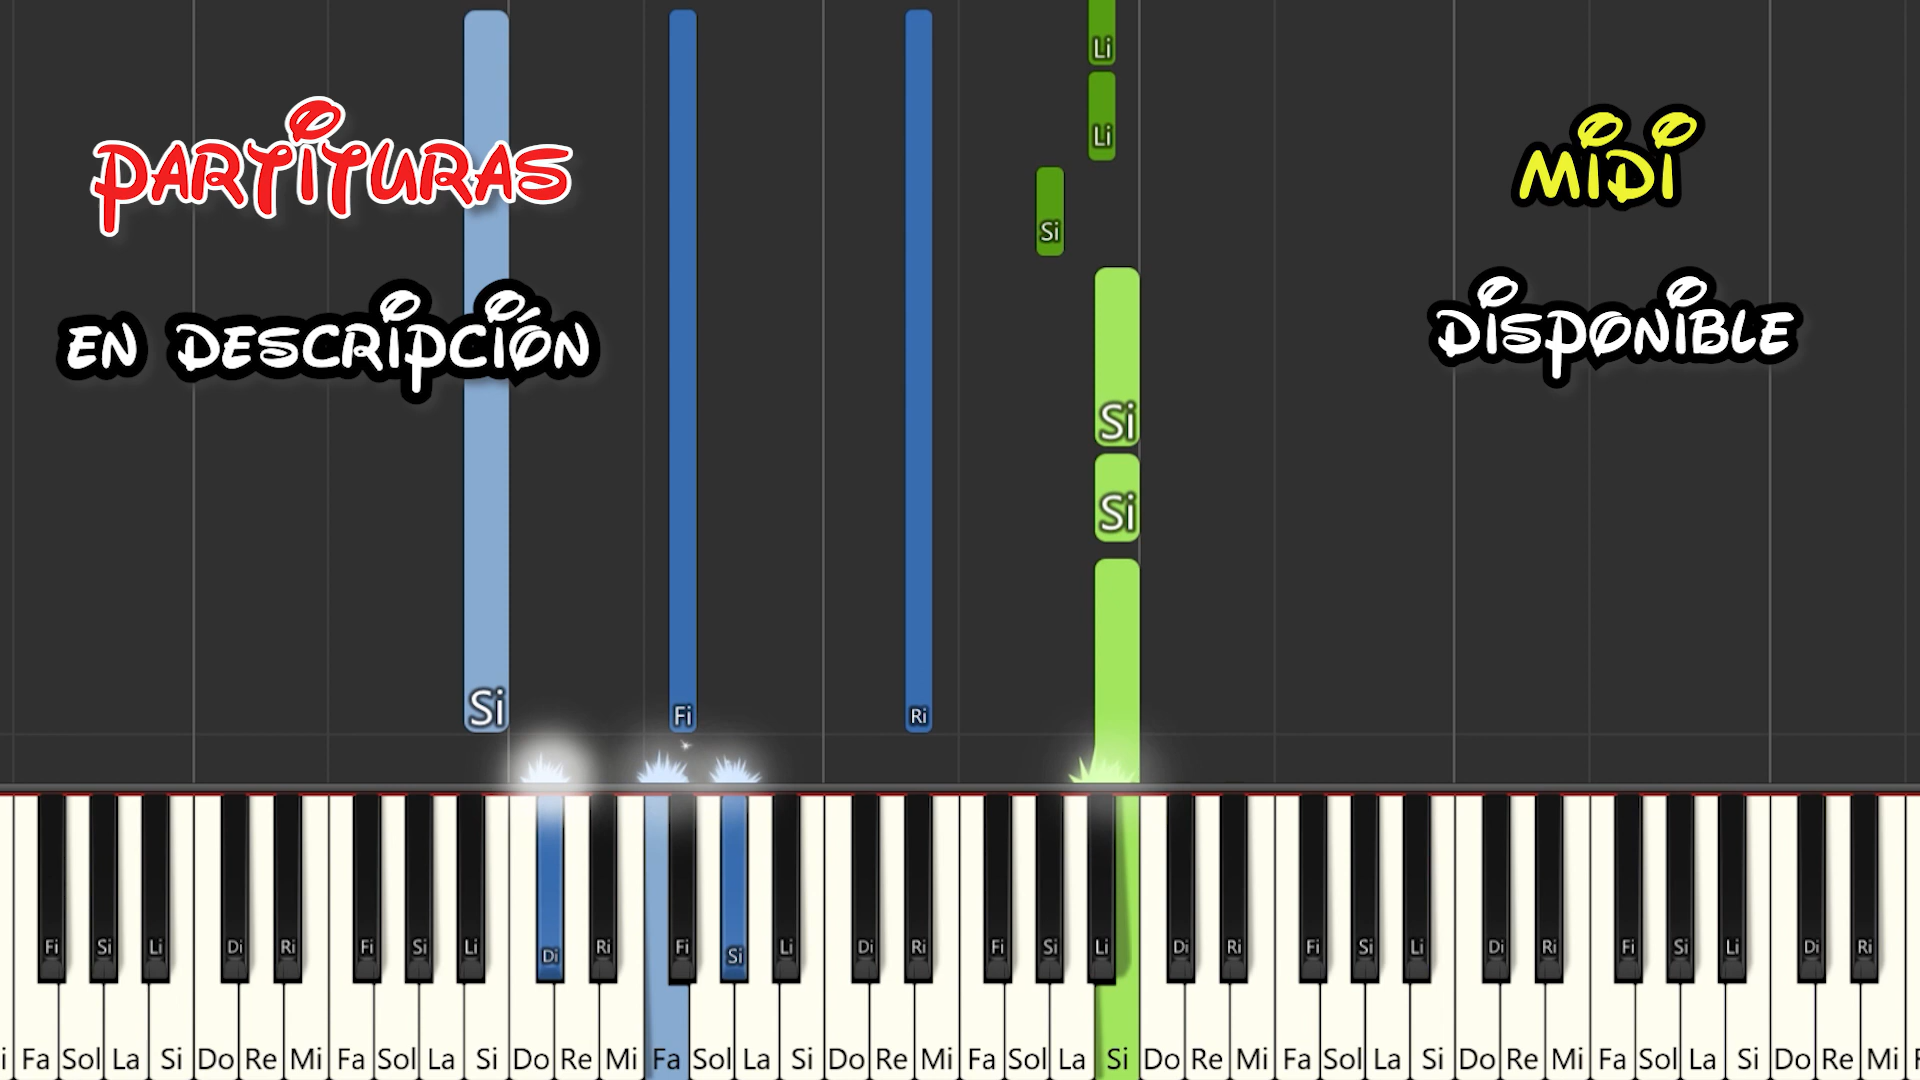 PARTITURAS
EN DESCRIPCIÓN
MIDI
DISPONIBLE
Li
Li
Si
Si
Si
Si Fi Ri
Fi Si Li Di Ri Fi Si Li Di Ri Fi Si Li Di Ri Fi Si Li Di Ri Fi Si Li Di Ri Fi Si Li Di Ri
i Fa Sol La Si Do Re Mi Fa Sol La Si Do Re Mi Fa Sol La Si Do Re Mi Fa Sol La Si Do Re Mi Fa Sol La Si Do Re Mi Fa Sol La Si Do Re Mi F